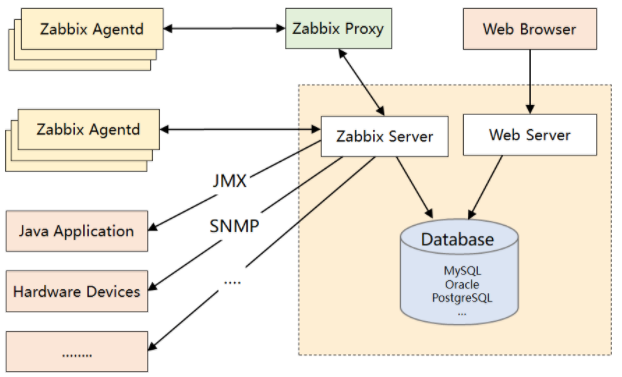 Zabbix Agentd
Zabbix Proxy
Web Browser
Zabbix Agentd
Zabbix Server
Web Server
JMX
Java Application
SNMP
Database
Hardware Devices
....
MySQL
Oracle
PostgreSQL
...
........